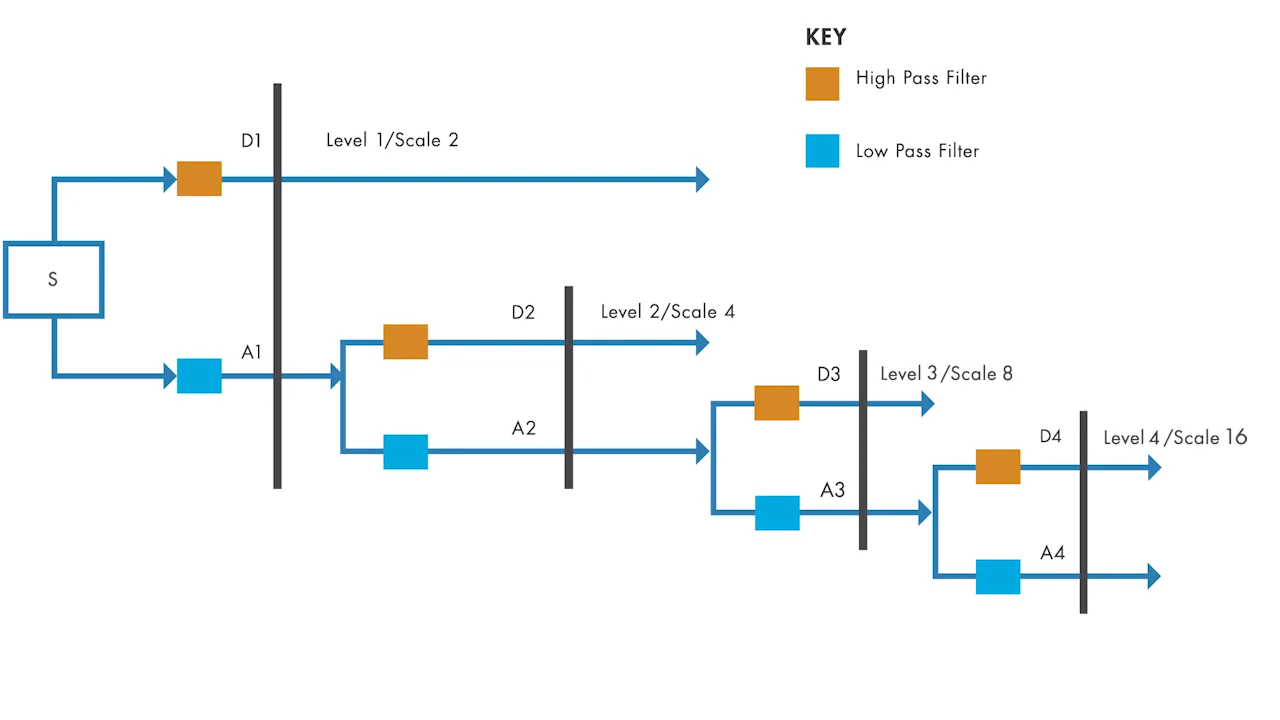 KEY
High Pass Filter
Low Pass Filter
D1
Level 1/Scale 2
S
A1
D2
Level 2/Scale 4
A2
D3
Level 3/Scale 8
A3
D4
Level 4/Scale 16
A4